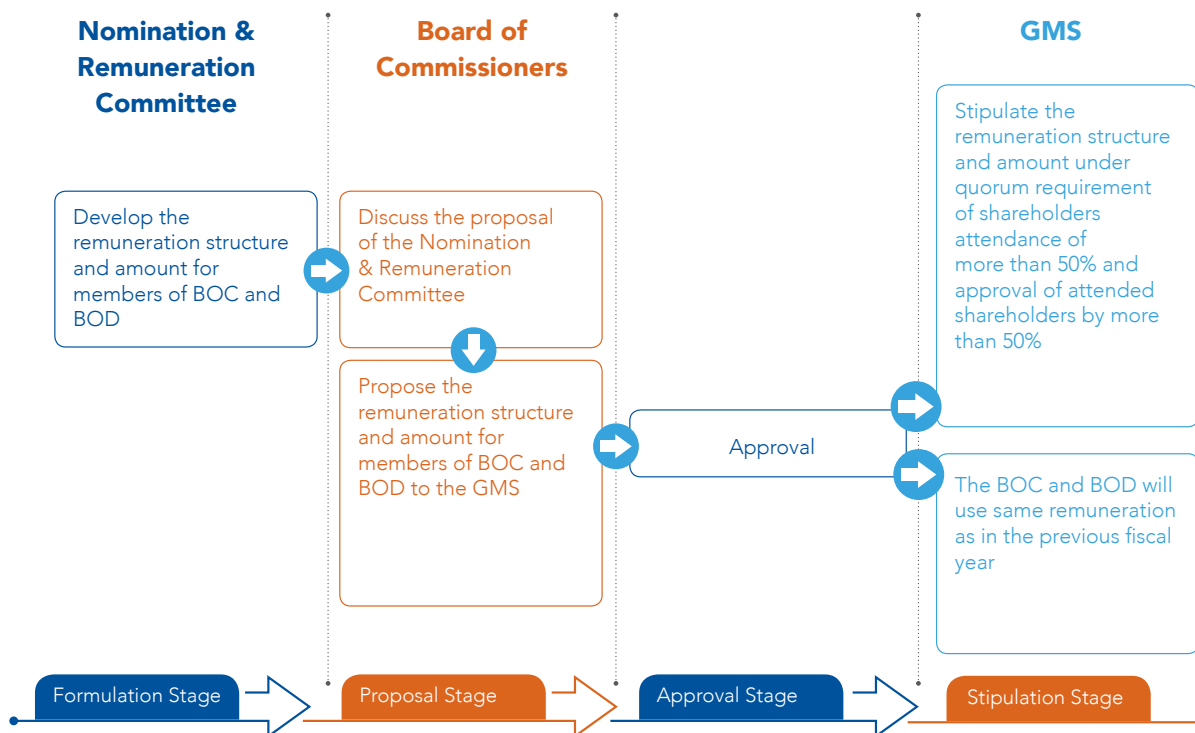 Nomination &
Remuneration
Committee
Develop the
remuneration structure
and amount for
members of BOC and
BOD
Board of
Commissioners
Discuss the proposal
of the Nomination
& Remuneration
Committee
Propose the
remuneration structure
and amount for
members of BOC and
BOD to the GMS
Approval
GMS
Stipulate the
remuneration structure
and amount under
quorum requirement
of shareholders
attendance of
more than 50% and
approval of attended
shareholders by more
than 50%
The BOC and BOD will
use same remuneration
as in the previous fiscal
year
Formulation Stage
Proposal Stage
Approval Stage
Stipulation Stage